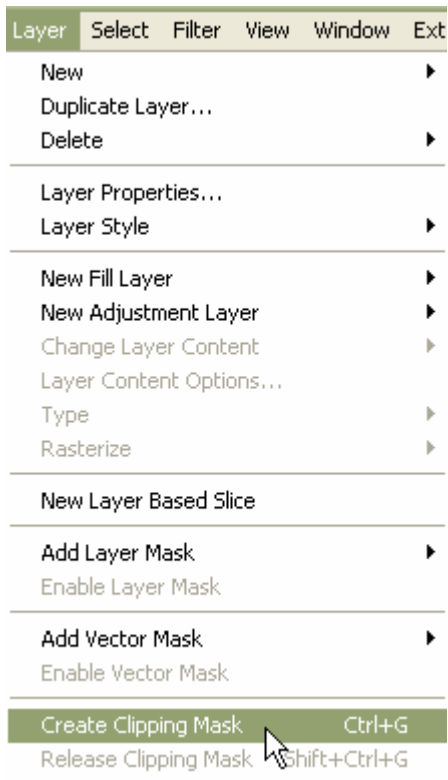 Layer Select Filter View Window Ext
New
Duplicate Layer...
Delete
Layer Properties...
Layer Style
New Fill Layer
New Adjustment Layer
Change Layer Content
Layer Content Options...
Type
Rasterize
New Layer Based Slice
Add Layer Mask
Enable Layer Mask
Add Vector Mask
Enable Vector Mask
Create Clipping Mask Ctrl+G
Release Clipping Mask Shift+Ctrl+G